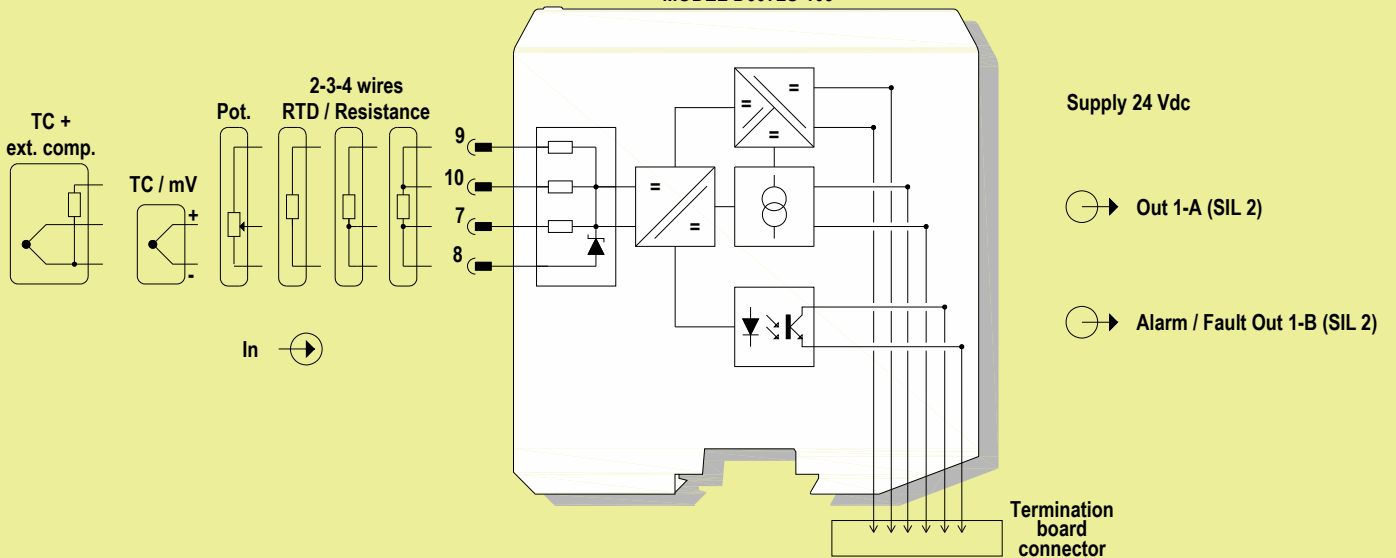 MODEL
2-3-4 wires
RTD / Resistance
Pot.
TC +
ext. comp.
TC / mV
+
-
9
10
7
8
In
Supply 24 Vdc
Out 1-A (SIL 2)
Alarm / Fault Out 1-B (SIL 2)
Termination
board
connector